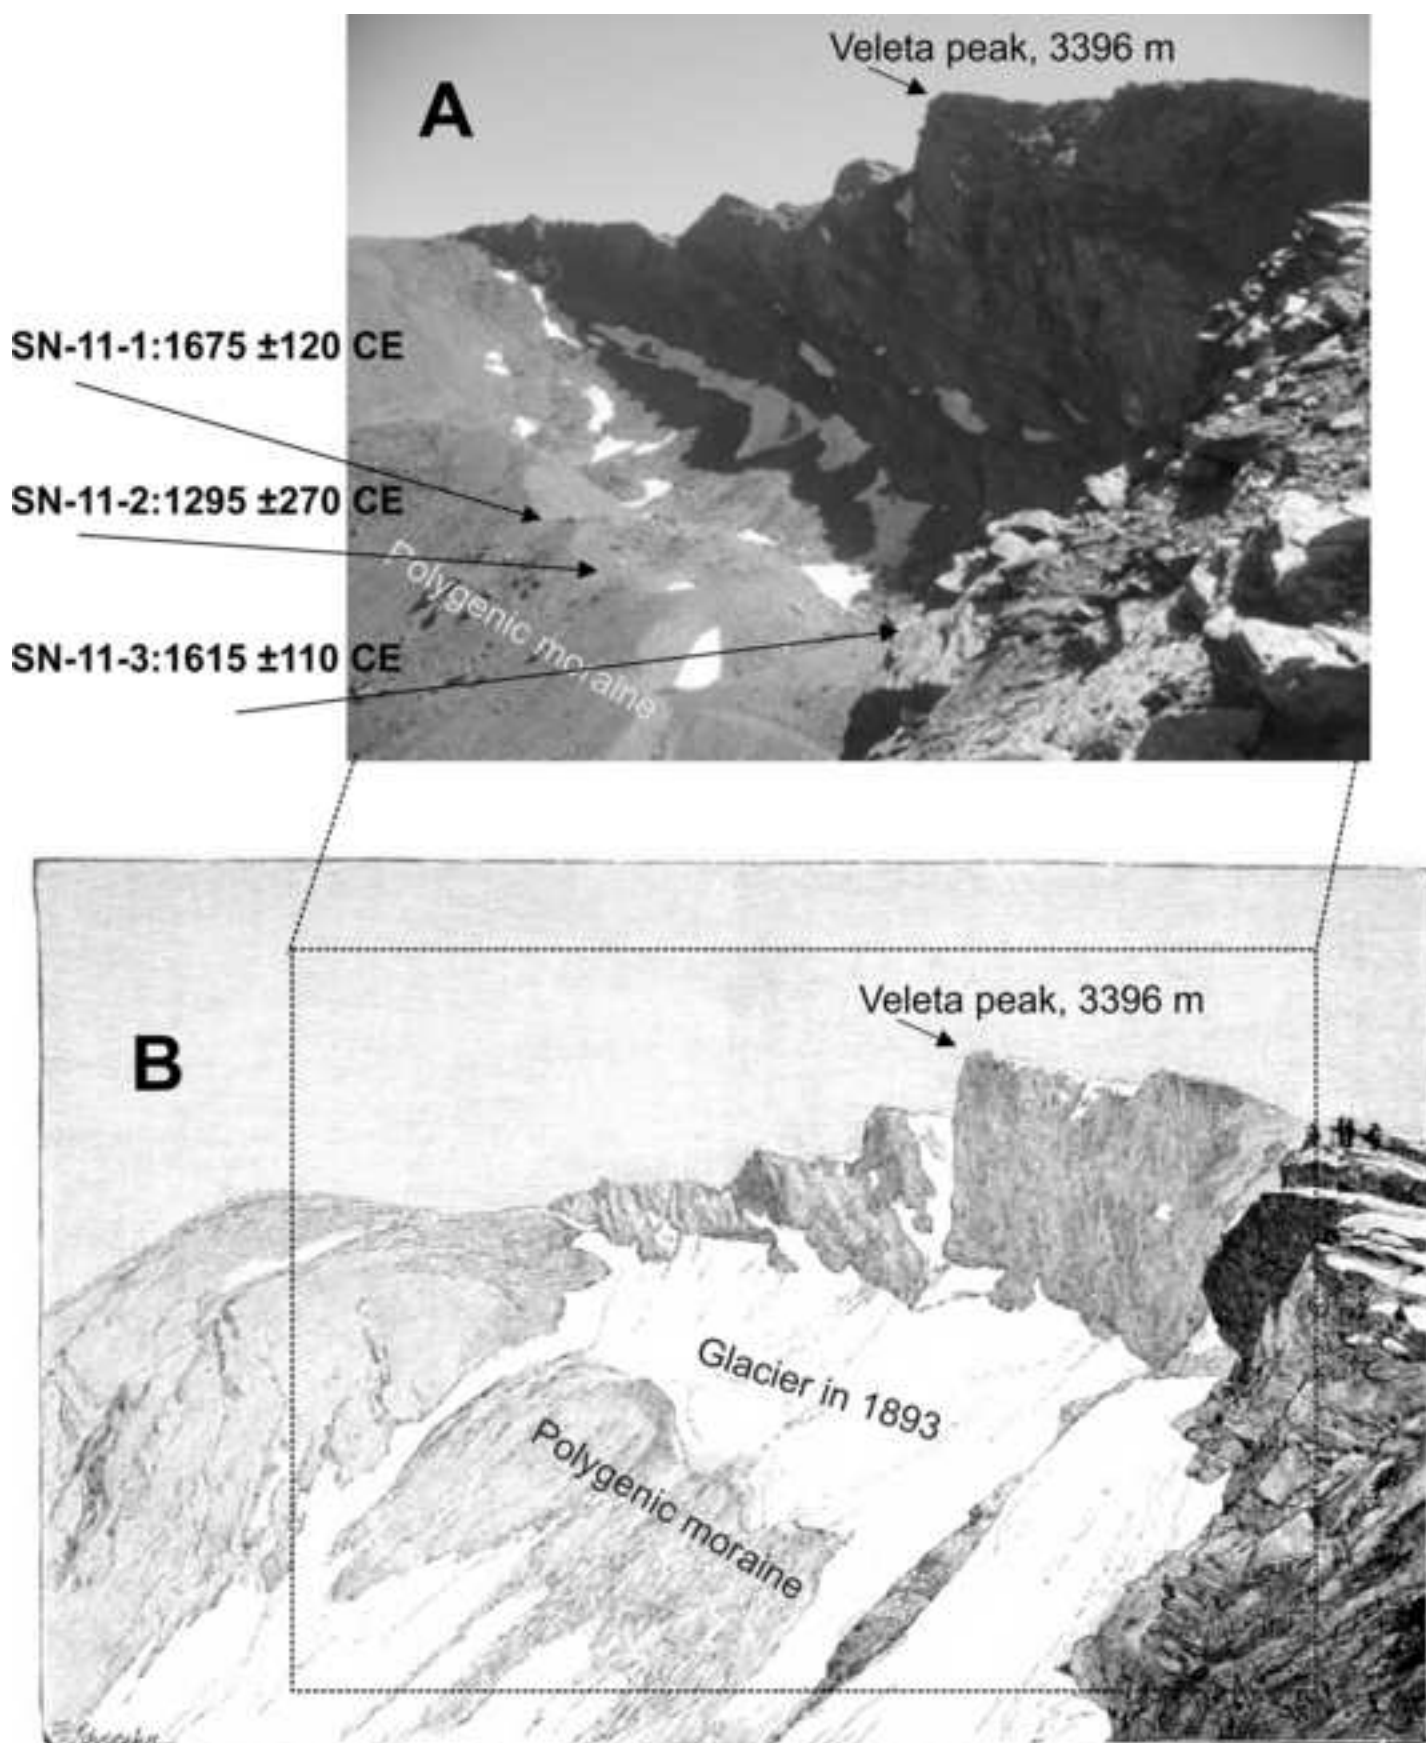 Veleta peak, 3396 m
A
SN-11-1:1675 ±120 CE
SN-11-2:1295 ±270 CE
Polygenic moraine
SN-11-3:1615 ±110 CE
Veleta peak, 3396 m
B
Glacier in 1893
Polygenic moraine